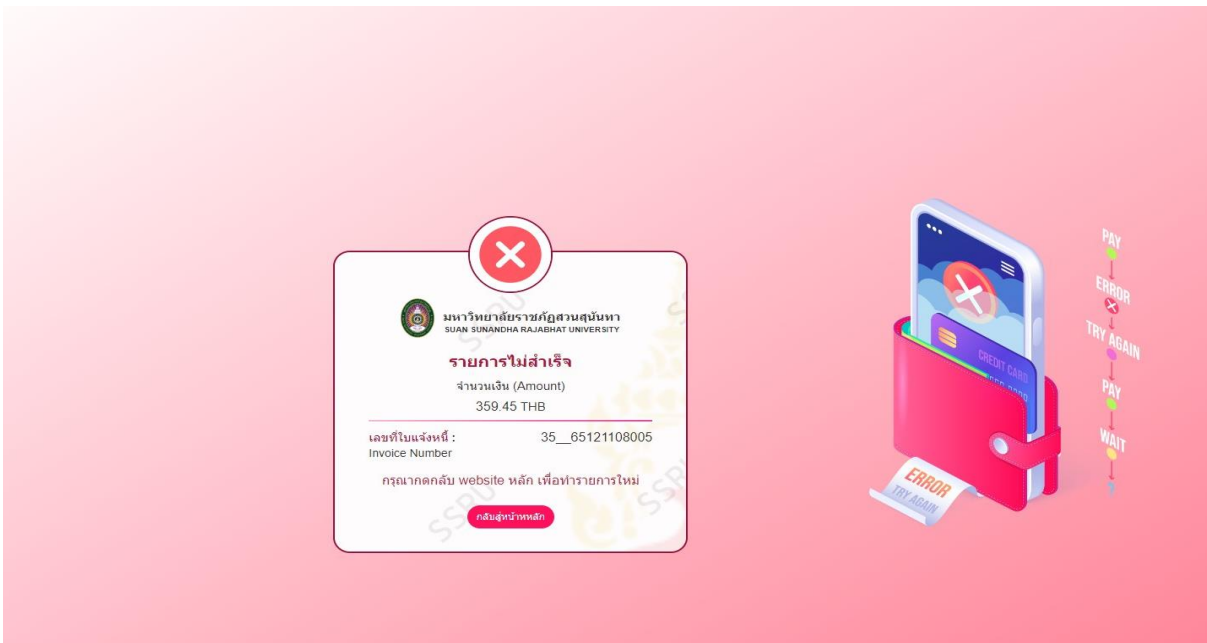 มหาวิทยาลัยราชภัฏสวนสุนันทา
SUAN SUNANDHA RAJABHAT UNIVERSITY
รายการไม่สำเร็จ
จำนวนเงิน (Amount)
359.45 THB
เลขที่ใบแจ้งหนี้ : 35__65121108005
Invoice Number
กรุณากดกลับ website หลัก เพื่อทำรายการใหม่
กลับสู่หน้าหหลัก
SSRU
SSRU
SSRU
PAY
ERROR
TRY AGAIN
PAY
WAIT
CREDIT CARD
ERROR
TRY AGAIN